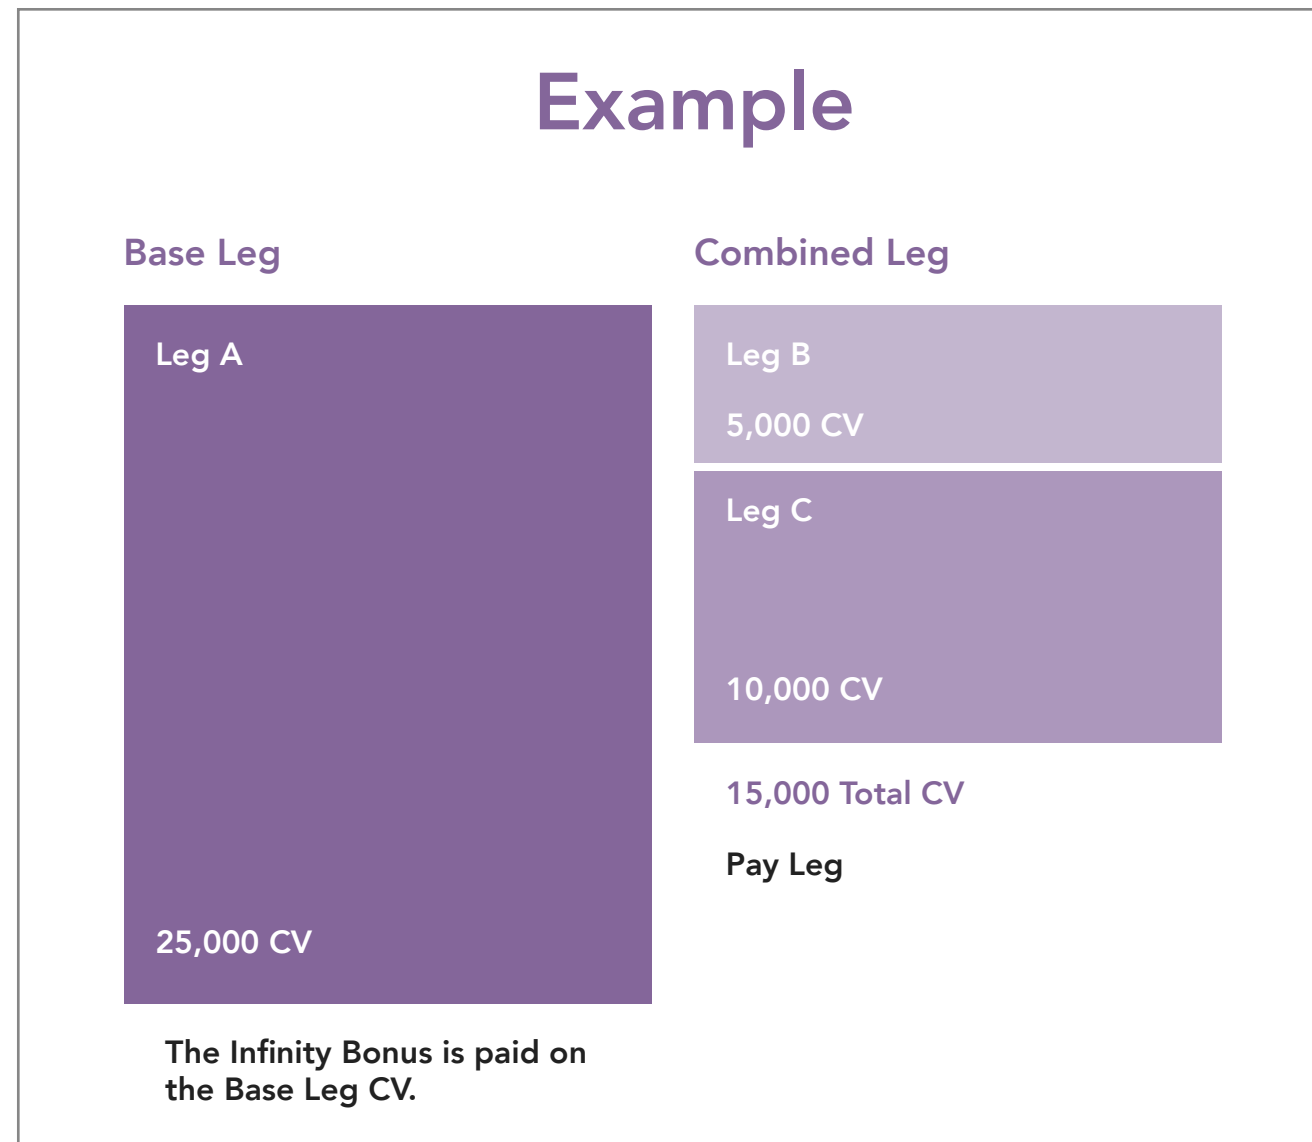 Example
Base Leg
Leg A
25,000 CV
The Infinity Bonus is paid on
the Base Leg CV.
Combined Leg
Leg B
5,000 CV
Leg C
10,000 CV
15,000 Total CV
Pay Leg